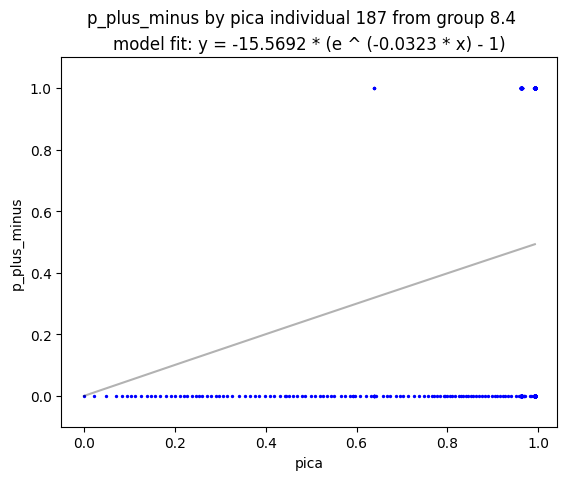 p_plus_minus by pica individual 187 from group 8.4
model fit: y = -15.5692 * (e ^ (-0.0323 * x) - 1)
1.0
0.8
0.6
0.4
0.2
0.0
p_plus_minus
0.0 0.2 0.4 0.6 0.8 1.0
pica